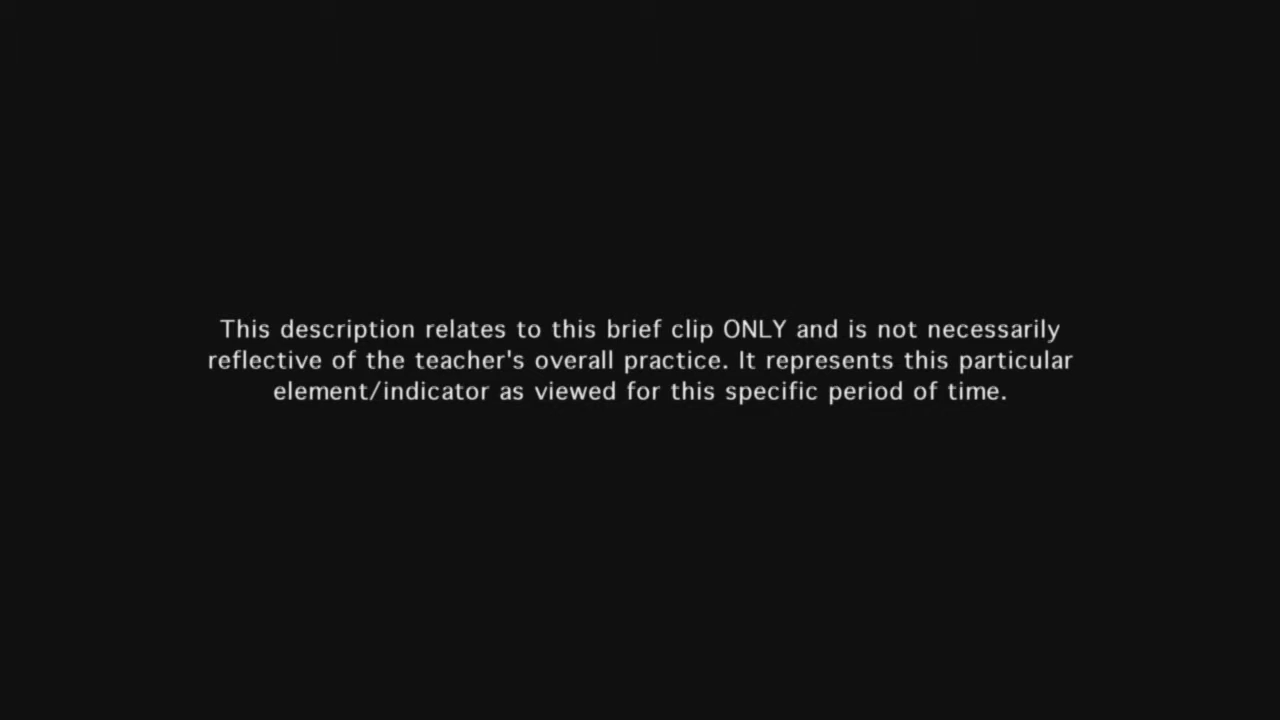 This description relates to this brief clip ONLY and is not necessarily
reflective of the teacher's overall practice. It represents this particular
element/indicator as viewed for this specific period of time.